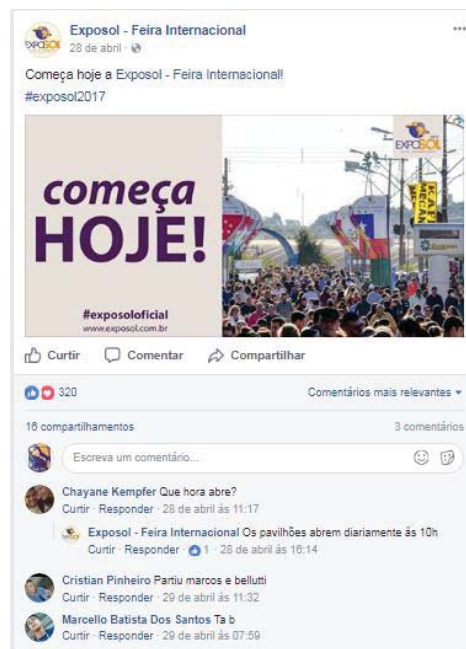 Exposol - Feira Internacional
28 de abril ·
Começa hoje a Exposol - Feira Internacional!
#exposol2017
EXPOSOL
começa
HOJE!
#exposoloficial
www.exposol.com.br
Curtir Comentar Compartilhar
320 Comentários mais relevantes
16 compartilhamentos 3 comentários
Escreva um comentário...
Chayane Kempfer Que hora abre?
Curtir · Responder · 28 de abril às 11:17
Exposol - Feira Internacional Os pavilhões abrem diariamente ás 10h
Curtir · Responder · 1 · 28 de abril às 16:14
Cristian Pinheiro Partiu marcos e bellutti
Curtir · Responder · 29 de abril às 11:32
Marcello Batista Dos Santos Ta b
Curtir · Responder · 29 de abril às 07:59